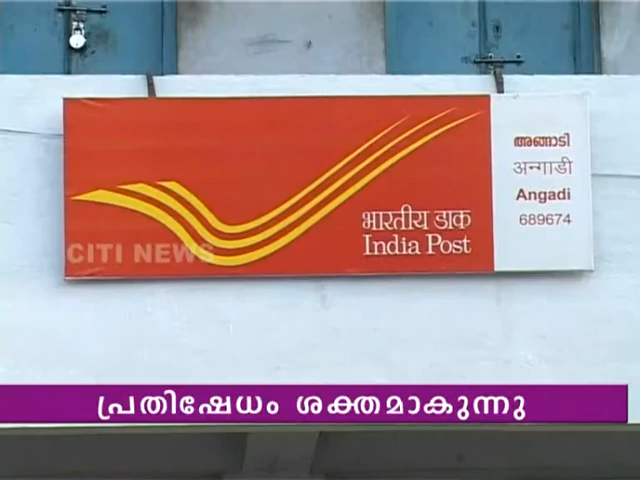 അങ്ങാടി
अन्गाडी
Angadi
689674
भारतीय डाक
India Post
CITI NEWS
പ്രതിഷേധം ശക്തമാകുന്നു